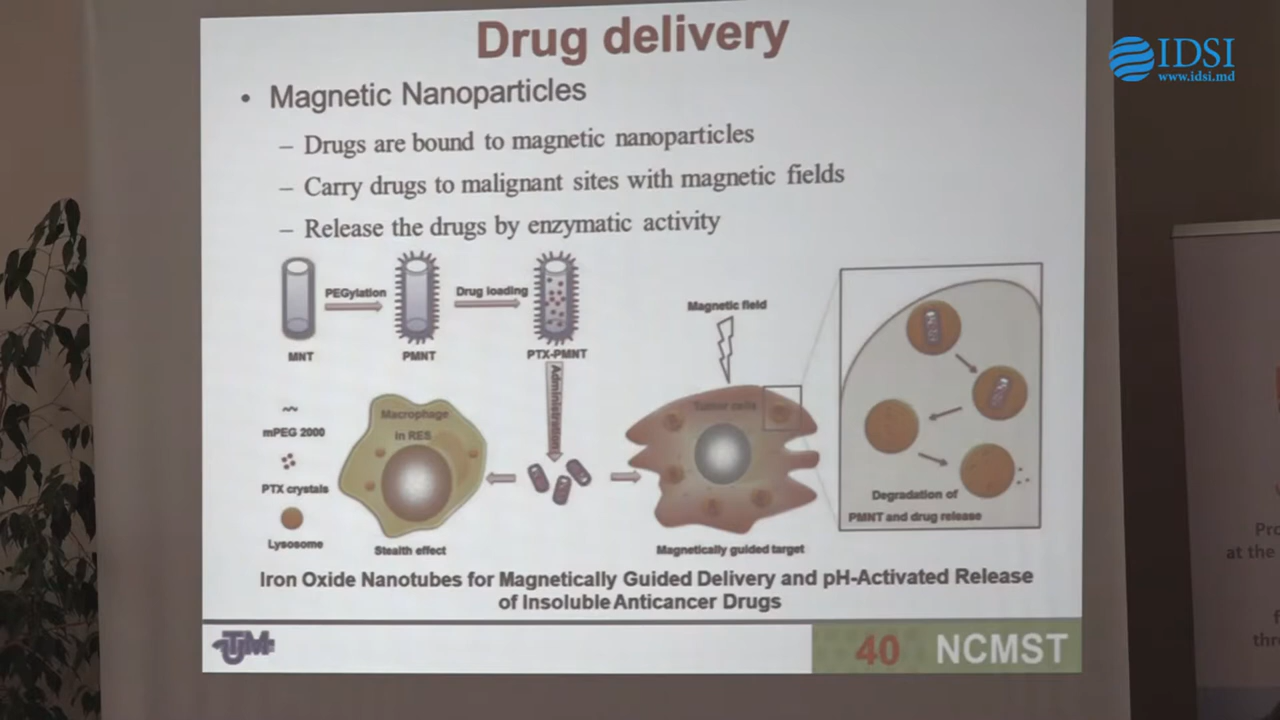 Drug delivery
IDSI
www.idsi.md
• Magnetic Nanoparticles
– Drugs are bound to magnetic nanoparticles
– Carry drugs to malignant sites with magnetic fields
– Release the drugs by enzymatic activity
PEGylation
Drug loading
Magnetic field
MNT
PMNT
PTX-PMNT
Administration
mPEG 2000
PTX crystals
Lysosome
Macrophage
in RES
Stealth effect
Tumor cells
Magnetically guided target
Degradation of
PMNT and drug release
Iron Oxide Nanotubes for Magnetically Guided Delivery and pH-Activated Release
of Insoluble Anticancer Drugs
UTM
40 NCMST
at the